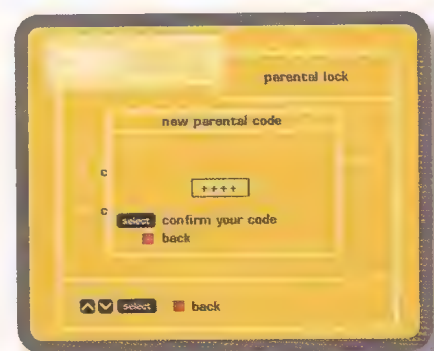 parental lock
new parental code
c
++++
c
select confirm your code
back
select back